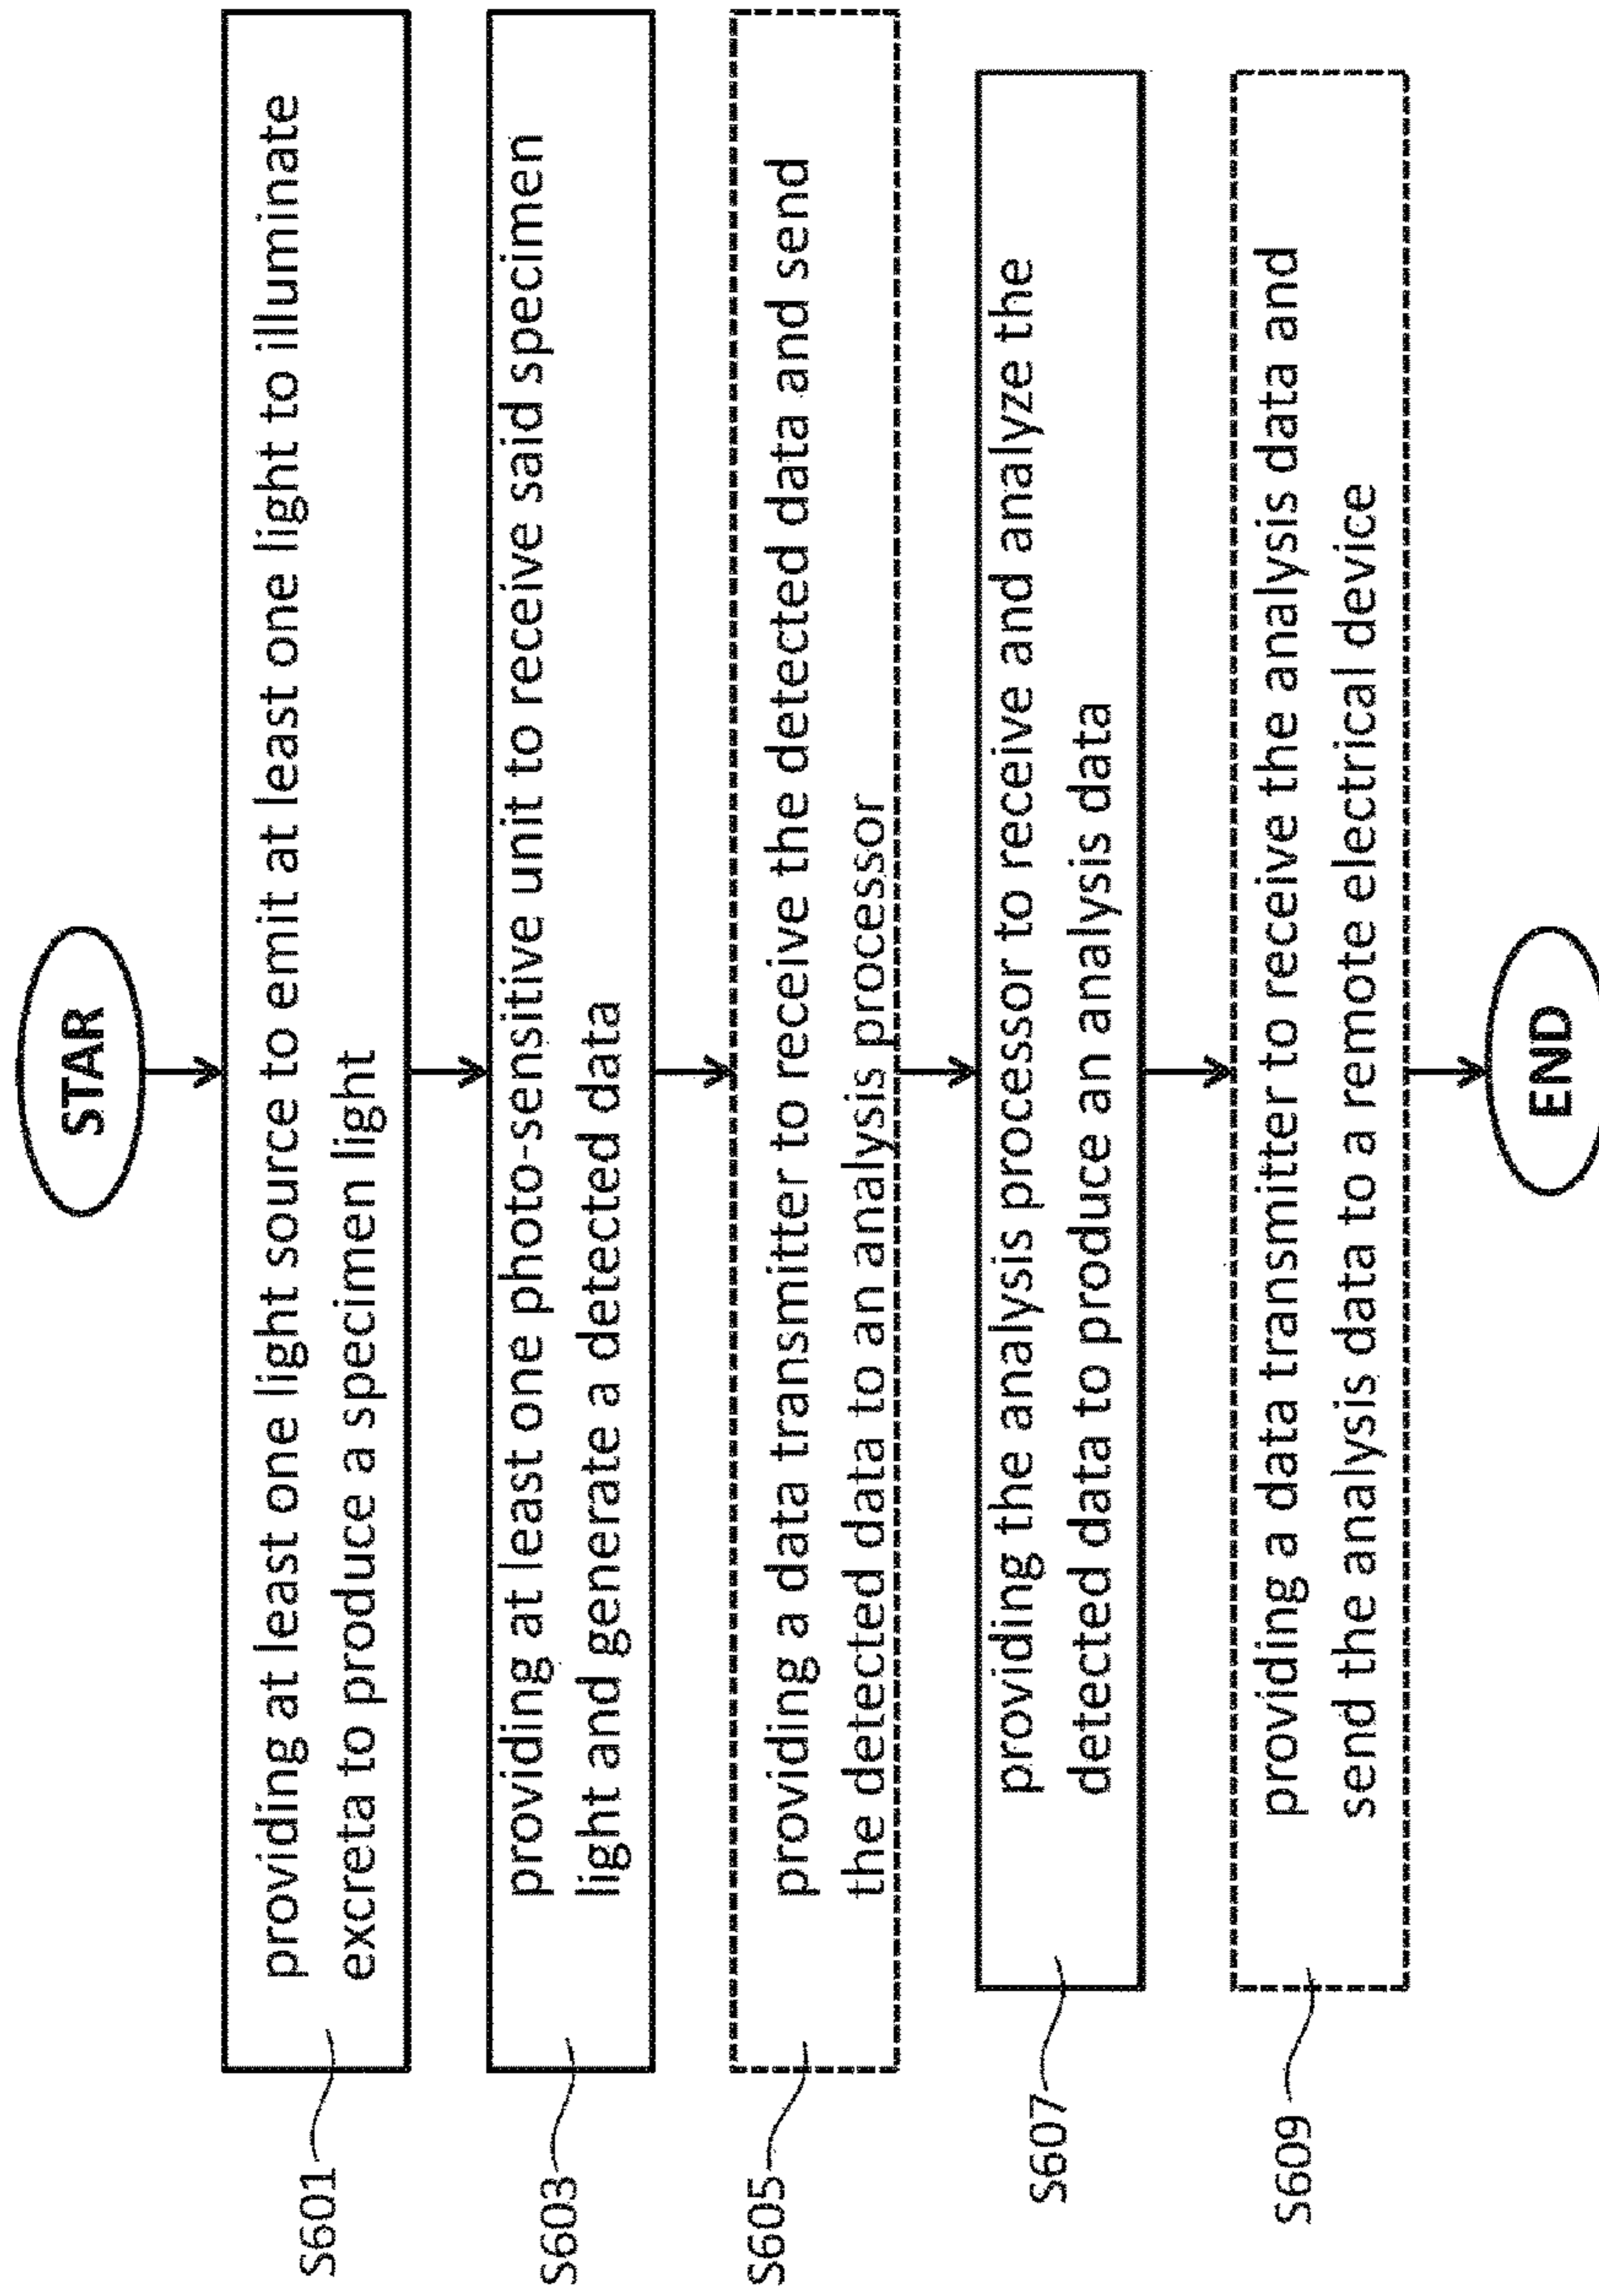 STAR
S601
providing at least one light source to emit at least one light to illuminate
excreta to produce a specimen light
S603
providing at least one photo-sensitive unit to receive said specimen
light and generate a detected data
S605
providing a data transmitter to receive the detected data and send
the detected data to an analysis processor
S607
providing the analysis processor to receive and analyze the
detected data to produce an analysis data
S609
providing a data transmitter to receive the analysis data and
send the analysis data to a remote electrical device
END